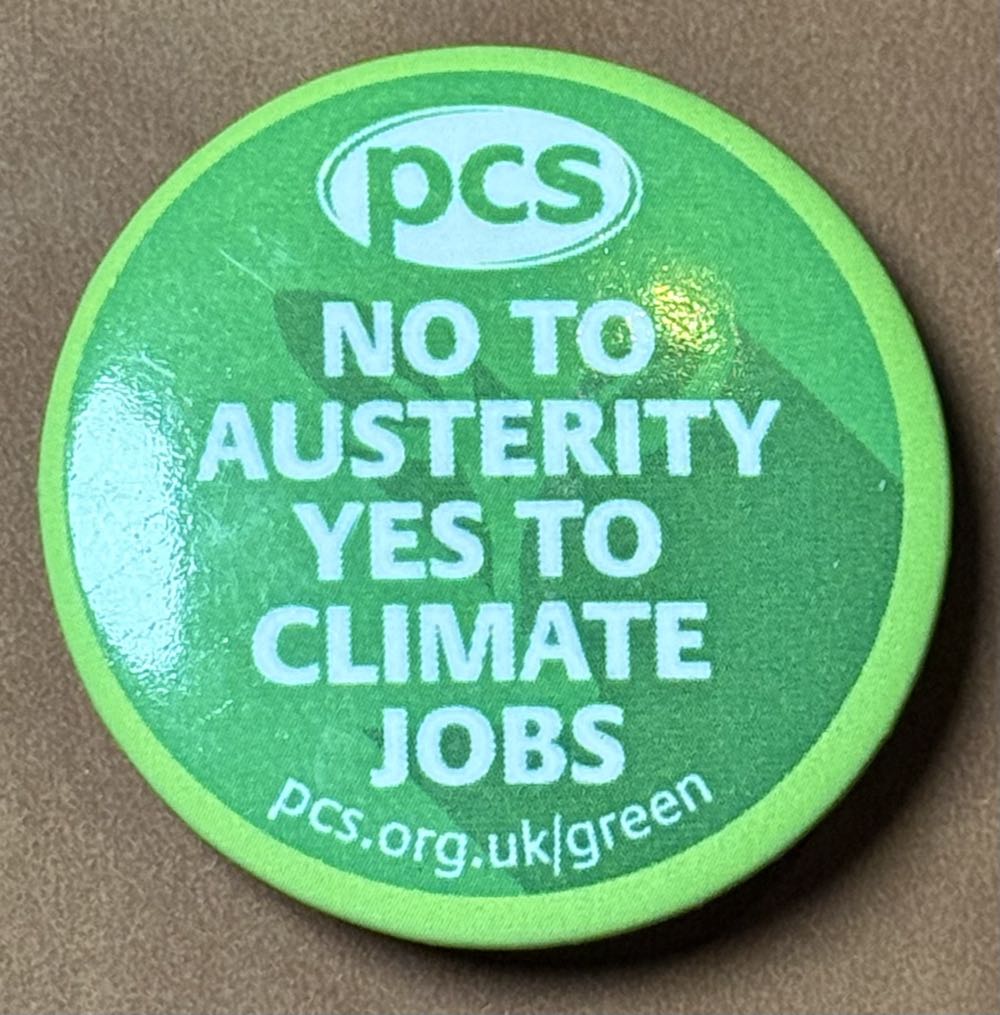 pcs
NO TO
AUSTERITY
YES TO
CLIMATE
JOBS
pcs.org.uk/green